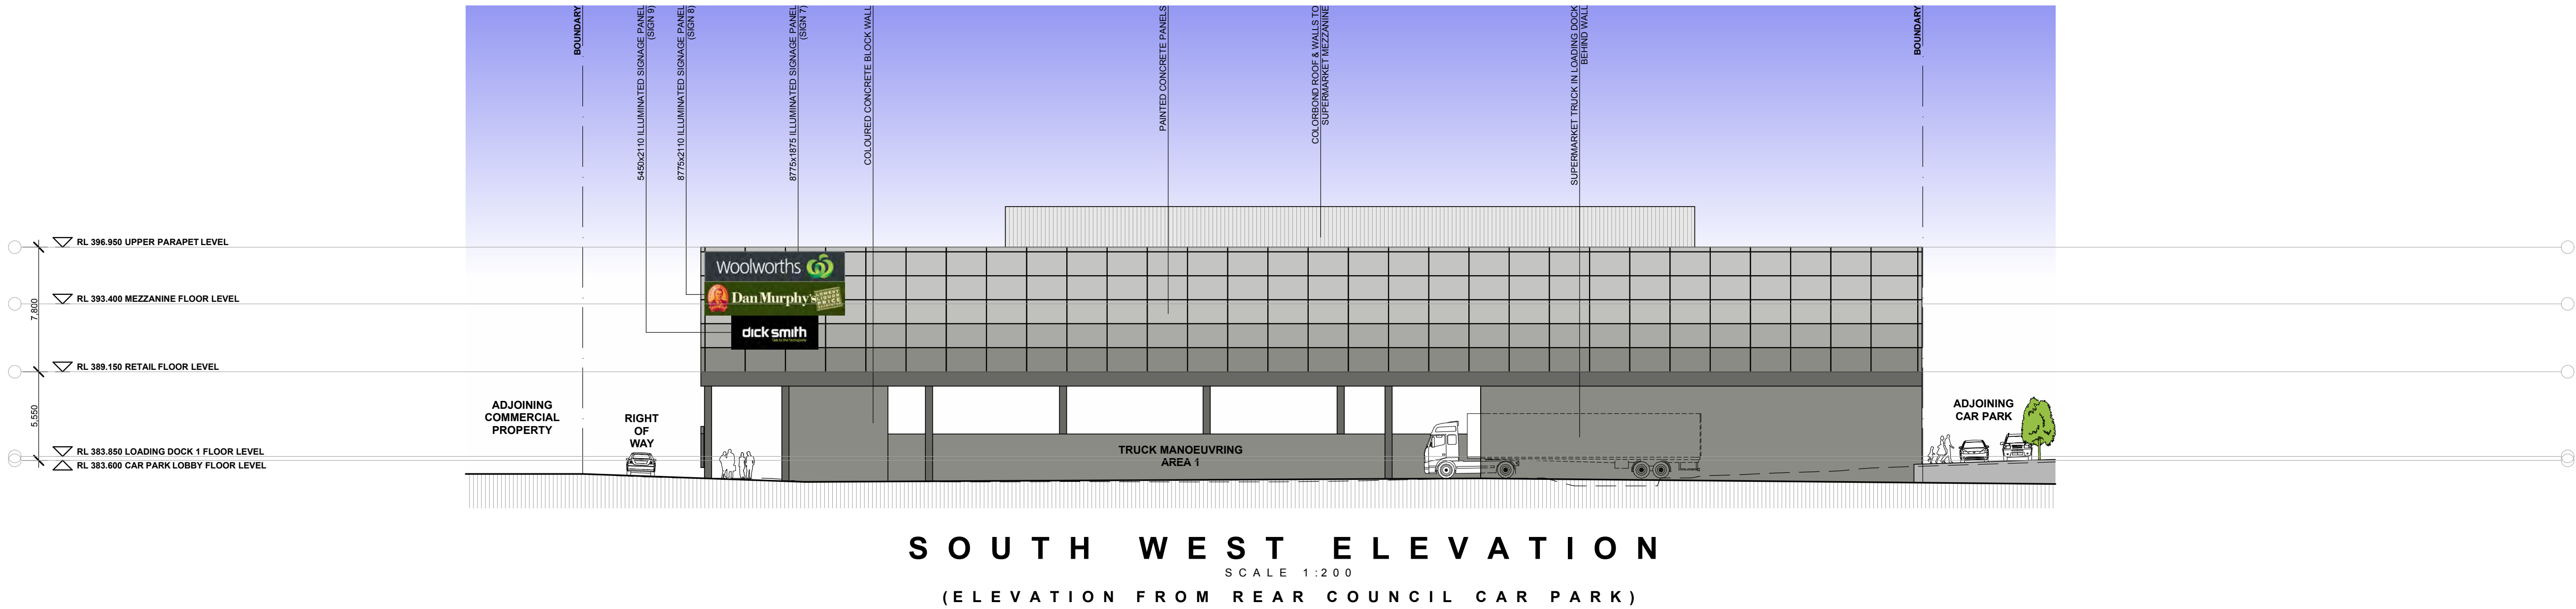 BOUNDARY
5450x2110 ILLUMINATED SIGNAGE PANEL
(SIGN 9)
8775x2110 ILLUMINATED SIGNAGE PANEL
(SIGN 8)
8775x1875 ILLUMINATED SIGNAGE PANEL
(SIGN 7)
COLOURED CONCRETE BLOCK WALL
PAINTED CONCRETE PANELS
COLORBOND ROOF & WALLS TO
SUPERMARKET MEZZANINE
SUPERMARKET TRUCK IN LOADING DOCK
BEHIND WALL
BOUNDARY
RL 396.950 UPPER PARAPET LEVEL
RL 393.400 MEZZANINE FLOOR LEVEL
7.800
RL 389.150 RETAIL FLOOR LEVEL
5.550
RL 383.850 LOADING DOCK 1 FLOOR LEVEL
RL 383.600 CAR PARK LOBBY FLOOR LEVEL
Woolworths
Dan Murphy's
LOWEST
LIQUOR
PRICE
dick smith
ADJOINING
COMMERCIAL
PROPERTY
RIGHT
OF
WAY
TRUCK MANOEUVRING
AREA 1
ADJOINING
CAR PARK
SOUTH WEST ELEVATION
SCALE 1:200
(ELEVATION FROM REAR COUNCIL CAR PARK)